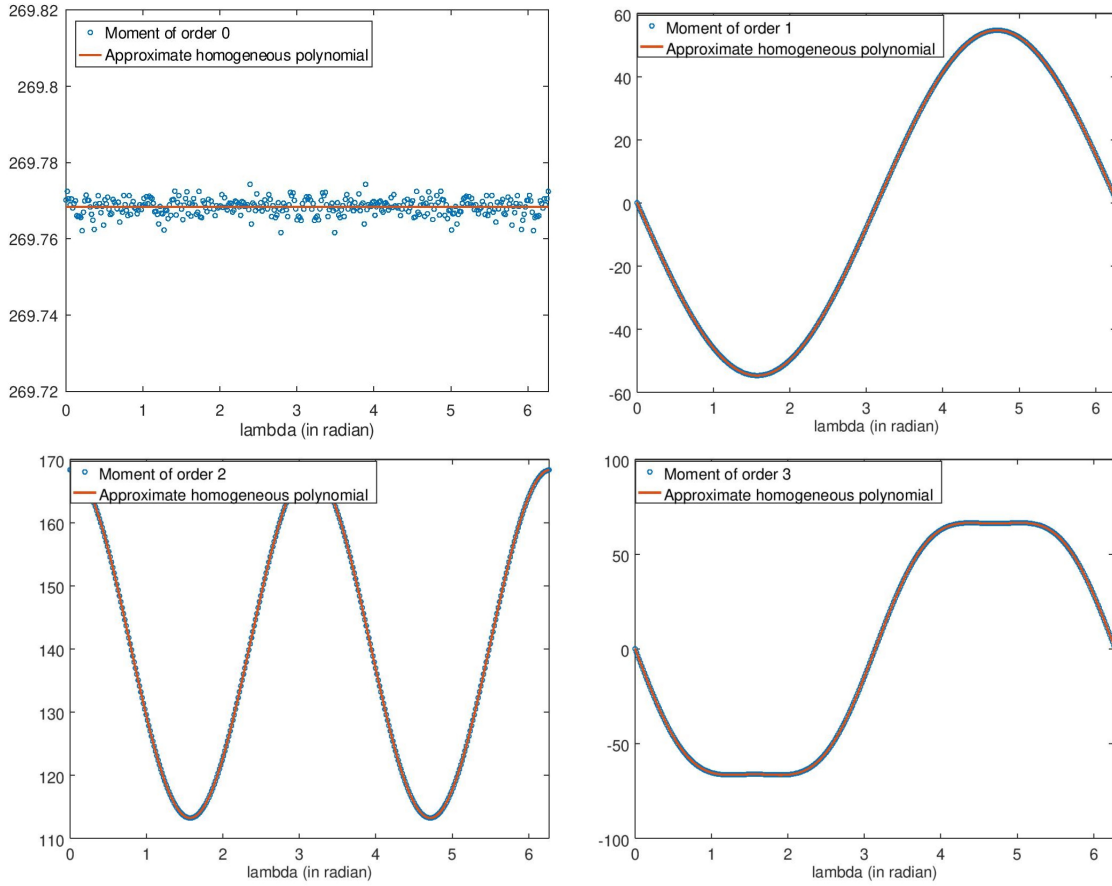 269.82
269.8
269.78
269.76
269.74
269.72
Moment of order 0
Approximate homogeneous polynomial
0 1 2 3 4 5 6
lambda (in radian)
60
40
20
0
-20
-40
-60
Moment of order 1
Approximate homogeneous polynomial
0 1 2 3 4 5 6
lambda (in radian)
170
160
150
140
130
120
110
Moment of order 2
Approximate homogeneous polynomial
0 1 2 3 4 5 6
lambda (in radian)
100
50
0
-50
-100
Moment of order 3
Approximate homogeneous polynomial
0 1 2 3 4 5 6
lambda (in radian)